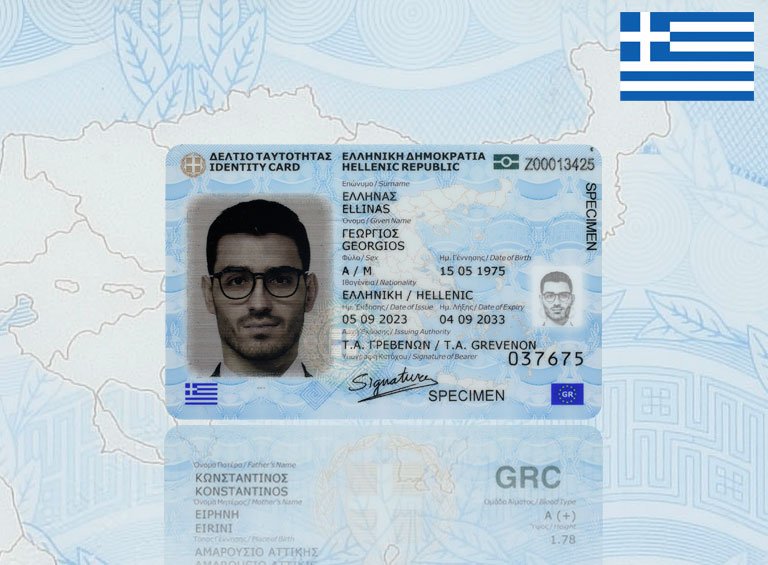 ΔΕΛΤΙΟ ΤΑΥΤΟΤΗΤΑΣ
IDENTITY CARD
ΕΛΛΗΝΙΚΗ ΔΗΜΟΚΡΑΤΙΑ
HELLENIC REPUBLIC
Z00013425
SPECIMEN
Επώνυμο / Surname
ΕΛΛΗΝΑΣ
ELLINAS
Όνομα / Given Name
ΓΕΩΡΓΙΟΣ
GEORGIOS
Φύλο / Sex Ημ. Γέννησης / Date of Birth
Α / M 15 05 1975
Ιθαγένεια / Nationality
ΕΛΛΗΝΙΚΗ / HELLENIC
Ημ. Έκδοσης / Date of Issue Ημ. Λήξης / Date of Expiry
05 09 2023 04 09 2033
Αρχή Έκδοσης / Issuing Authority
Τ.Α. ΓΡΕΒΕΝΩΝ / T.A. GREVENON
037675
Υπογραφή Κατόχου / Signature of Bearer
Signature
SPECIMEN
GR
Όνομα Πατέρα / Father's Name
ΚΩΝΣΤΑΝΤΙΝΟΣ
KONSTANTINOS
Όνομα Μητέρας / Mother's Name
ΕΙΡΗΝΗ
EIRINI
Τόπος Γέννησης / Place of Birth
ΑΜΑΡΟΥΣΙΟ ΑΤΤΙΚΗΣ
GRC
Ομάδα Αίματος / Blood Type
A (+)
Ύψος / Height
1.78